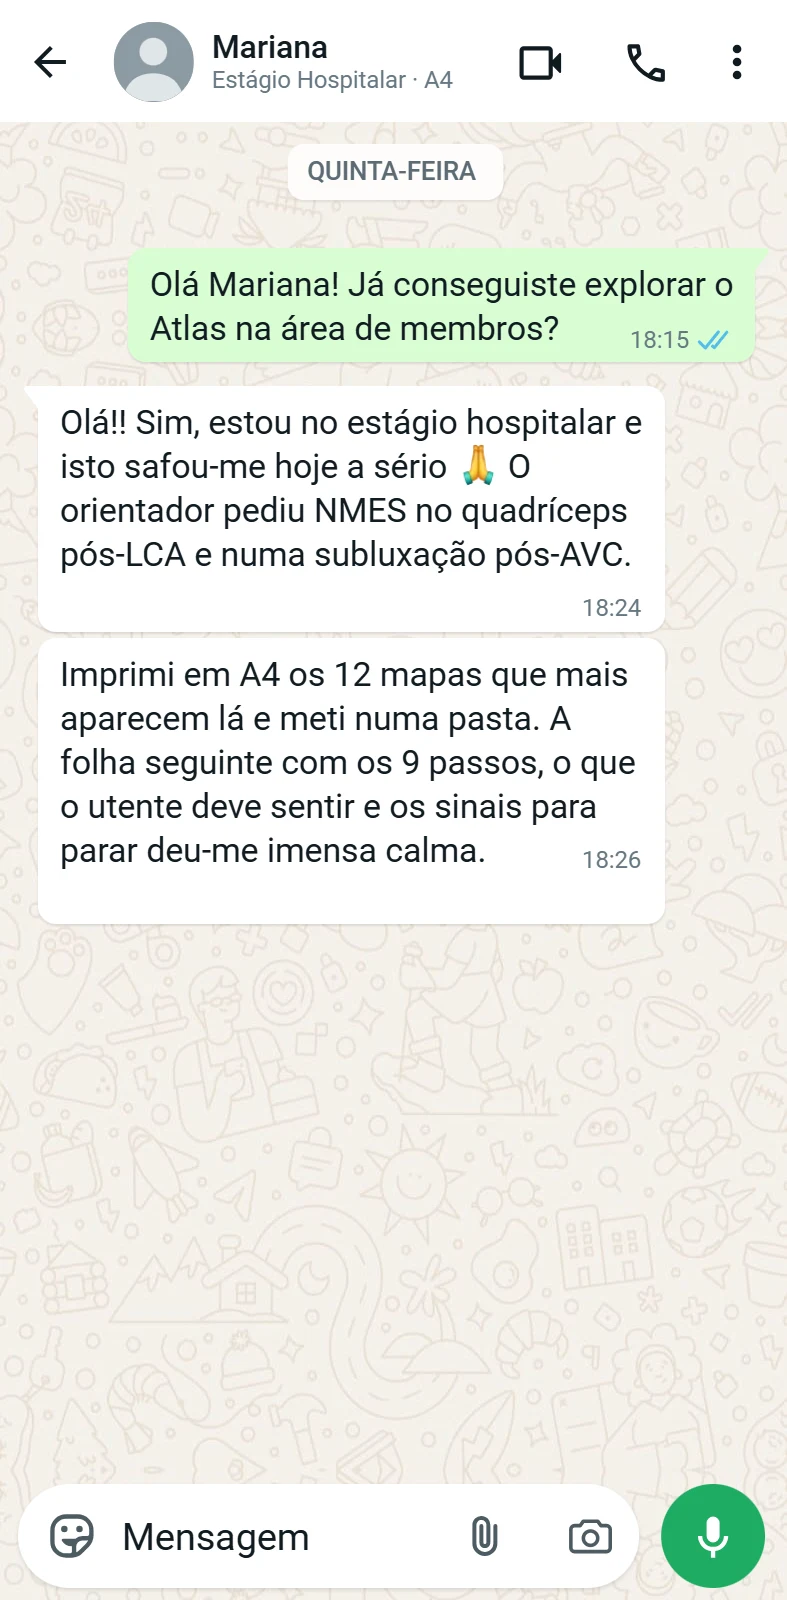 Mariana
Estágio Hospitalar · A4
QUINTA-FEIRA
Olá Mariana! Já conseguiste explorar o
Atlas na área de membros?
18:15
Olá!! Sim, estou no estágio hospitalar e
isto safou-me hoje a sério 🙏 O
orientador pediu NMES no quadríceps
pós-LCA e numa subluxação pós-AVC.
18:24
Imprimi em A4 os 12 mapas que mais
aparecem lá e meti numa pasta. A
folha seguinte com os 9 passos, o que
o utente deve sentir e os sinais para
parar deu-me imensa calma.
18:26
Mensagem